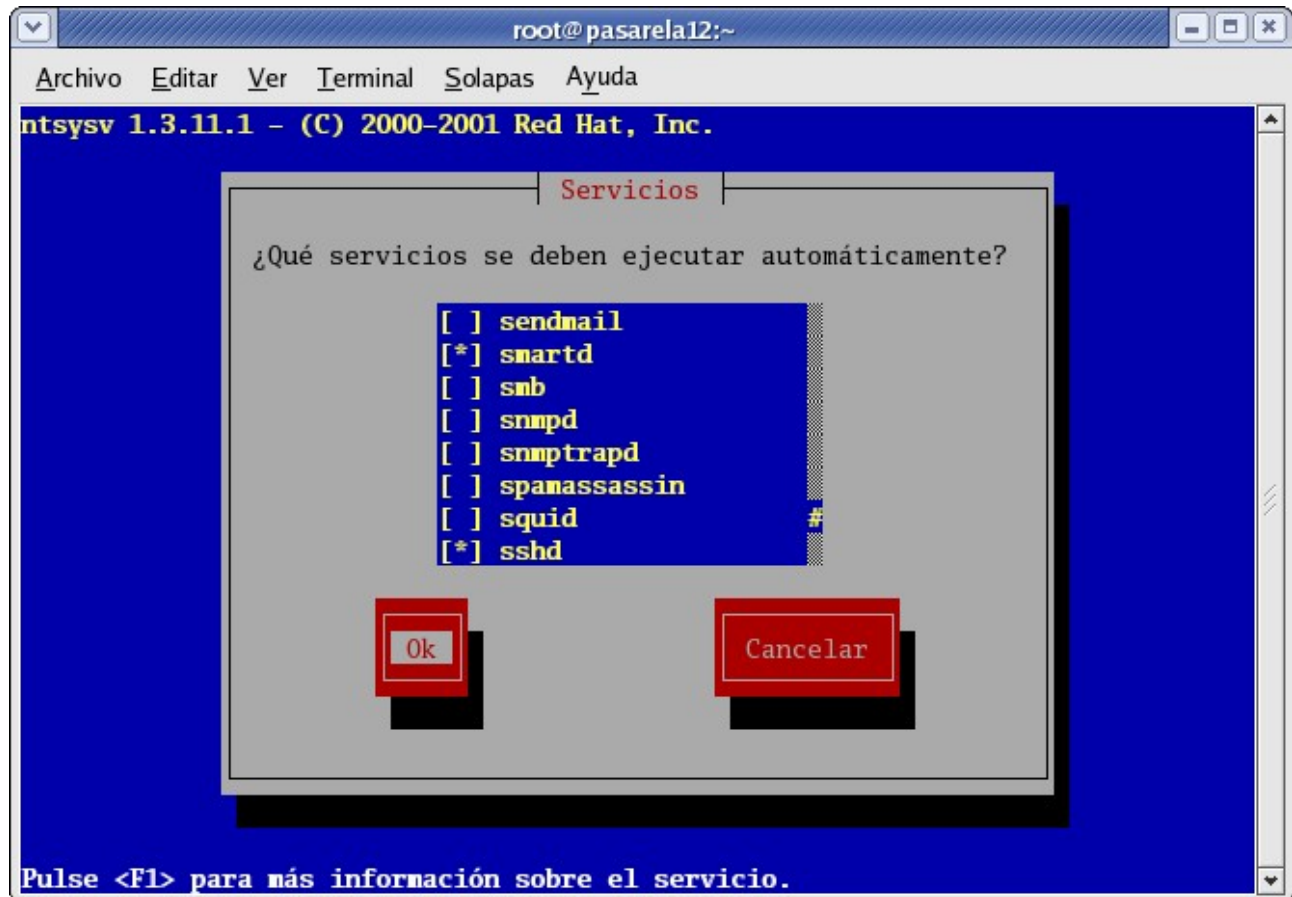 root@pasarela12:~
Archivo Editar Ver Terminal Solapas Ayuda
ntsysv 1.3.11.1 – (C) 2000–2001 Red Hat, Inc.
Servicios
¿Qué servicios se deben ejecutar automáticamente?
[ ] sendmail
[*] smartd
[ ] smb
[ ] snmpd
[ ] snmptrapd
[ ] spamassassin
[ ] squid #
[*] sshd
Ok Cancelar
Pulse <F1> para más información sobre el servicio.